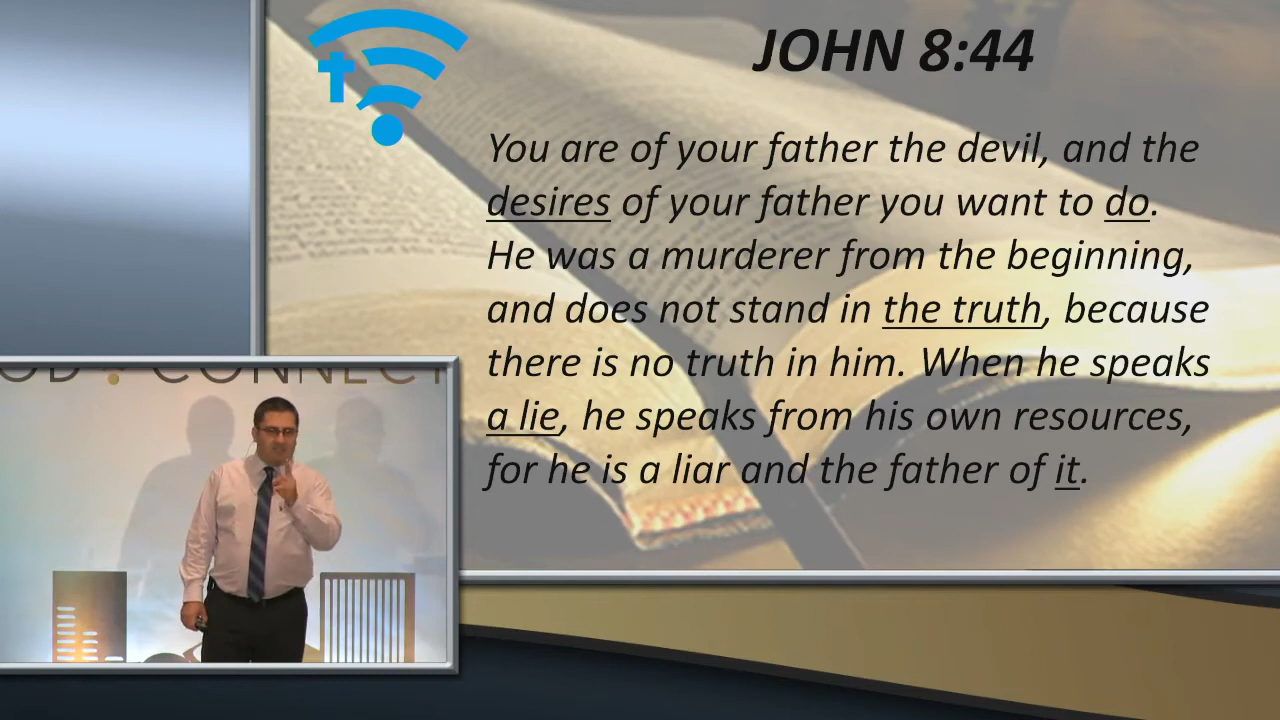 JOHN 8:44
You are of your father the devil, and the
desires of your father you want to do.
He was a murderer from the beginning,
and does not stand in the truth, because
there is no truth in him. When he speaks
a lie, he speaks from his own resources,
for he is a liar and the father of it.
CONNECT